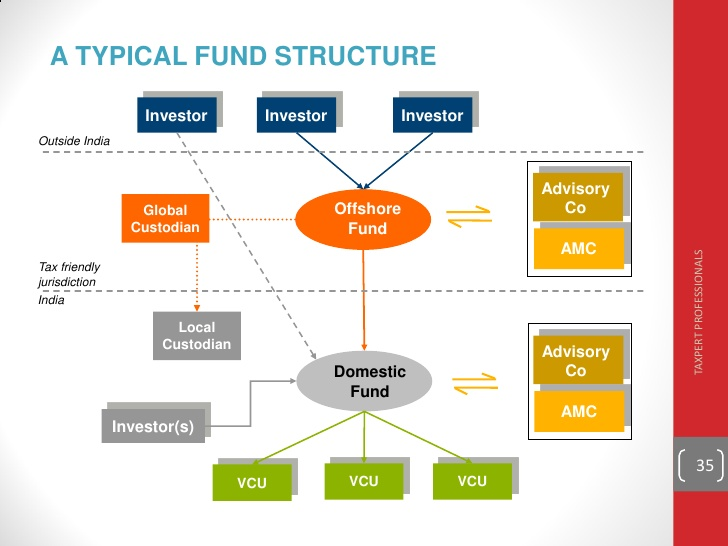 A TYPICAL FUND STRUCTURE
Investor
Investor
Investor
Outside India
Advisory
Co
AMC
Global
Custodian
Offshore
Fund
Tax friendly
jurisdiction
India
Local
Custodian
Domestic
Fund
Advisory
Co
AMC
Investor(s)
VCU
VCU
VCU
TAXPERT PROFESSIONALS
35